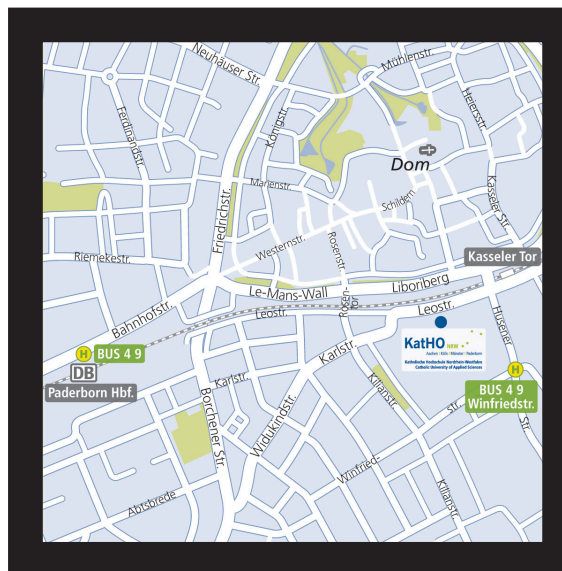 Neuhäuser Str.
Mühlenstr.
Ferdinandstr.
Königstr.
Heiersstr.
Dom
Marienstr.
Schildern
Kasseler Str.
Friedrichstr.
Westernstr.
Rosenstr.
Riemekestr.
Kasseler Tor
Le-Mans-Wall
Liboriberg
Rosen-
tor
Bahnhofstr.
Leostr.
Leostr.
Husener
Str.
KatHO NRW
Aachen | Köln | Münster | Paderborn
Katholische Hochschule Nordrhein-Westfalen
Catholic University of Applied Sciences
H BUS 4 9
DB
Paderborn Hbf.
Karlstr.
Karlstr.
Kilianstr.
H
BUS 4 9
Winfriedstr.
Borchener Str.
Widukindstr.
Winfried-
str.
Kilianstr.
Abtsbrede